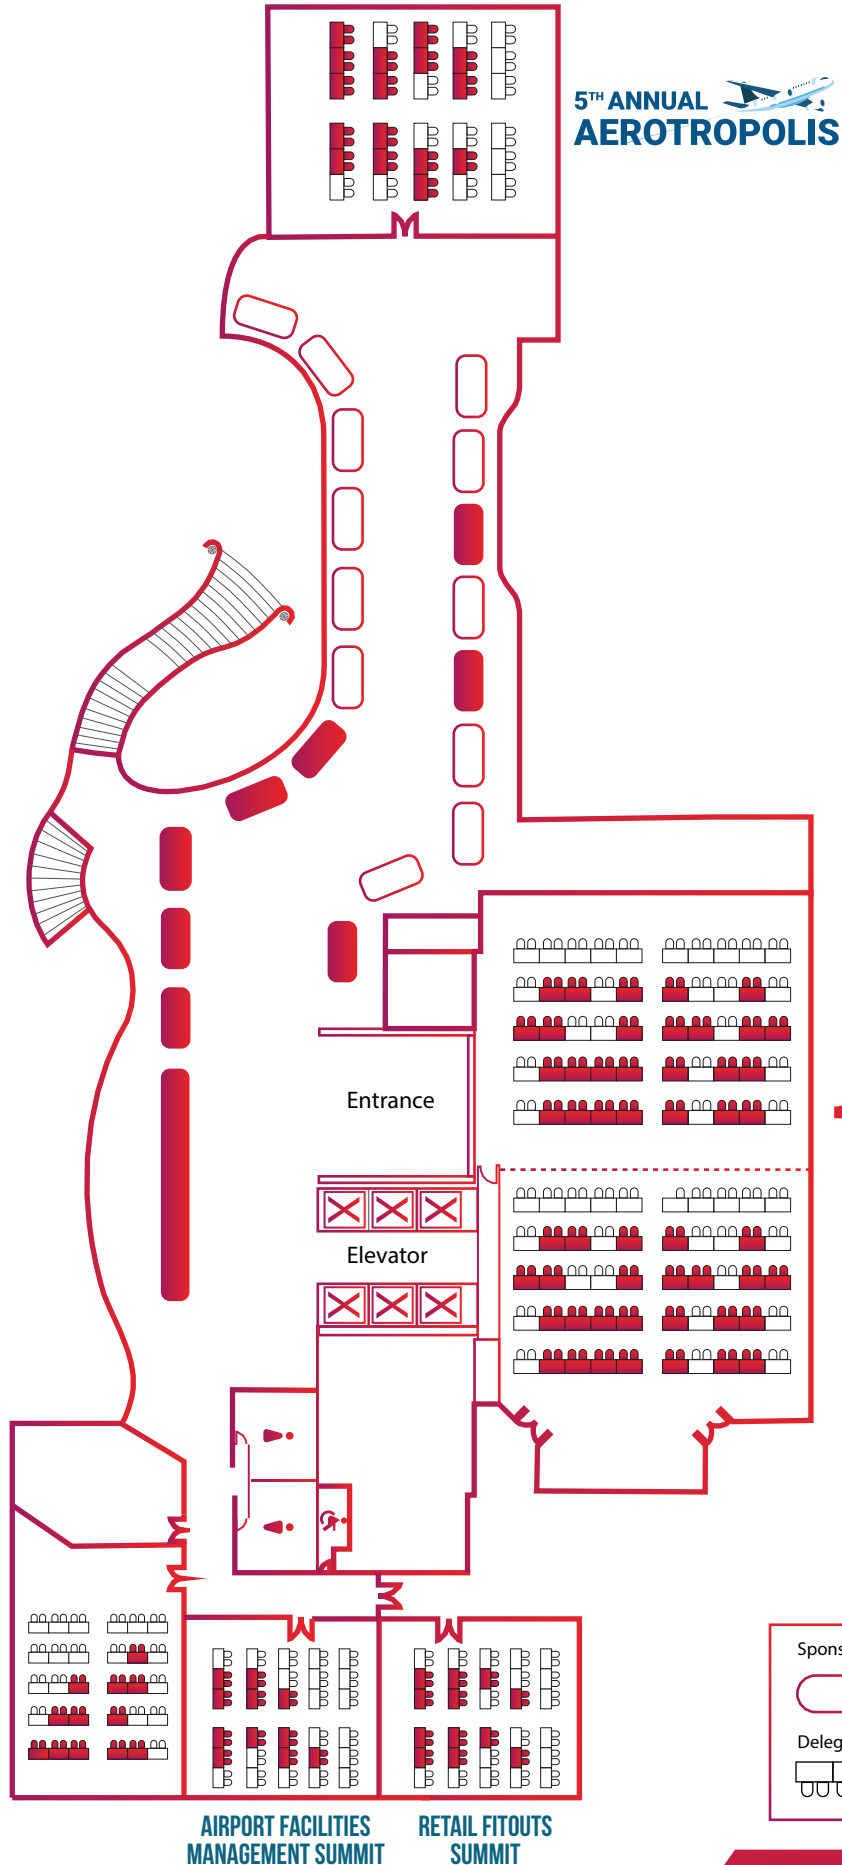 5TH ANNUAL
AEROTROPOLIS
Entrance
Elevator
AIRPORT FACILITIES
MANAGEMENT SUMMIT
RETAIL FITOUTS
SUMMIT